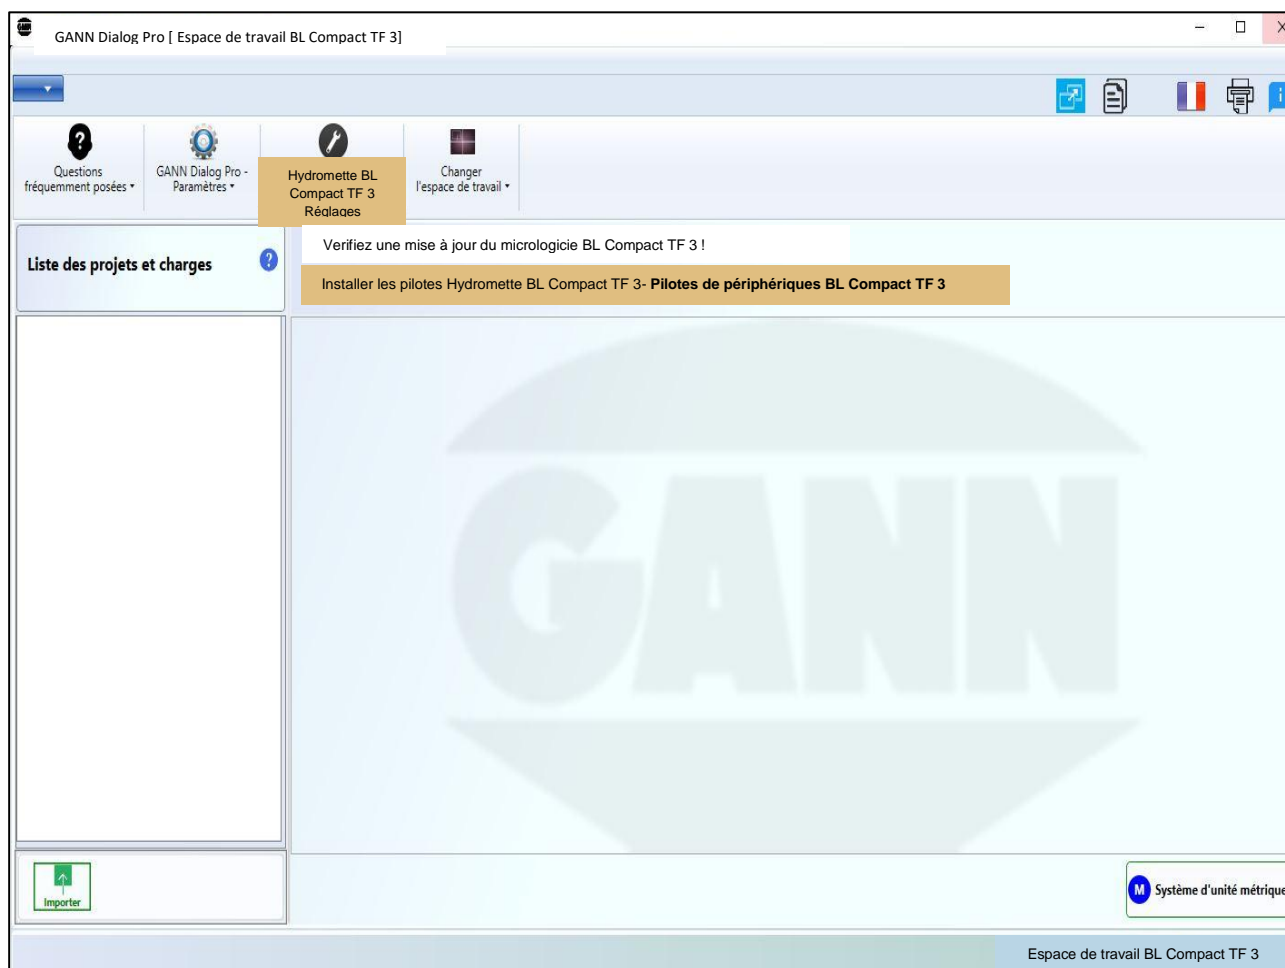 GANN Dialog Pro [ Espace de travail BL Compact TF 3]
Questions
fréquemment posées
GANN Dialog Pro -
Paramètres
Hydromette BL
Compact TF 3
Réglages
Changer
l'espace de travail
Liste des projets et charges
?
Verifiez une mise à jour du micrologicie BL Compact TF 3 !
Installer les pilotes Hydromette BL Compact TF 3- Pilotes de périphériques BL Compact TF 3
GANN
Importer
M Système d'unité métrique
Espace de travail BL Compact TF 3